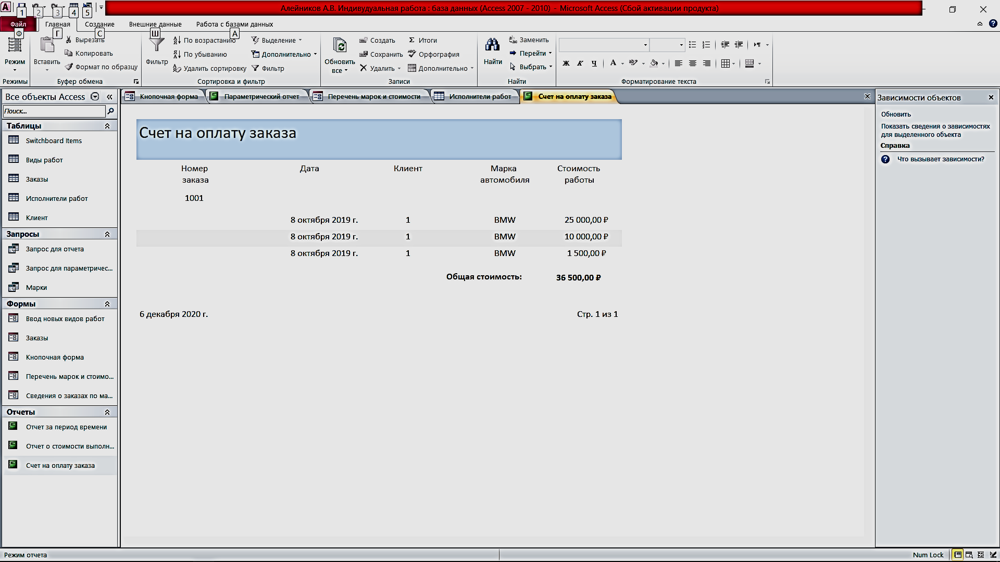 Алейников А.В. Индивудуальная работа : база данных (Access 2007 - 2010) - Microsoft Access (Сбой активации продукта)
1 2 3 4 5
Файл Главная Создание Внешние данные Работа с базами данных
Ф Г С Ш А
Режим
Режимы
Вставить
Вырезать
Копировать
Формат по образцу
Буфер обмена
Фильтр
По возрастанию
По убыванию
Удалить сортировку
Выделение
Дополнительно
Фильтр
Сортировка и фильтр
Обновить
все
Создать
Сохранить
Удалить
Итоги
Орфография
Дополнительно
Записи
Найти
Заменить
Перейти
Выбрать
Найти
Ж К Ч А
Форматирование текста
Все объекты Access
Поиск...
Таблицы
Switchboard Items
Виды работ
Заказы
Исполнители работ
Клиент
Запросы
Запрос для отчета
Запрос для параметричес...
Марки
Формы
Ввод новых видов работ
Заказы
Кнопочная форма
Перечень марок и стоимо...
Сведения о заказах по ма...
Отчеты
Отчет за период времени
Отчет о стоимости выполн...
Счет на оплату заказа
Кнопочная форма Параметрический отчет Перечень марок и стоимости Исполнители работ Счет на оплату заказа
Счет на оплату заказа
Номер заказа Дата Клиент Марка автомобиля Стоимость работы
1001
8 октября 2019 г. 1 BMW 25 000,00 ₽
8 октября 2019 г. 1 BMW 10 000,00 ₽
8 октября 2019 г. 1 BMW 1 500,00 ₽
Общая стоимость: 36 500,00 ₽
6 декабря 2020 г. Стр. 1 из 1
Зависимости объектов
Обновить
Показать сведения о зависимостях
для выделенного объекта
Справка
Что вызывает зависимости?
Режим отчета Num Lock